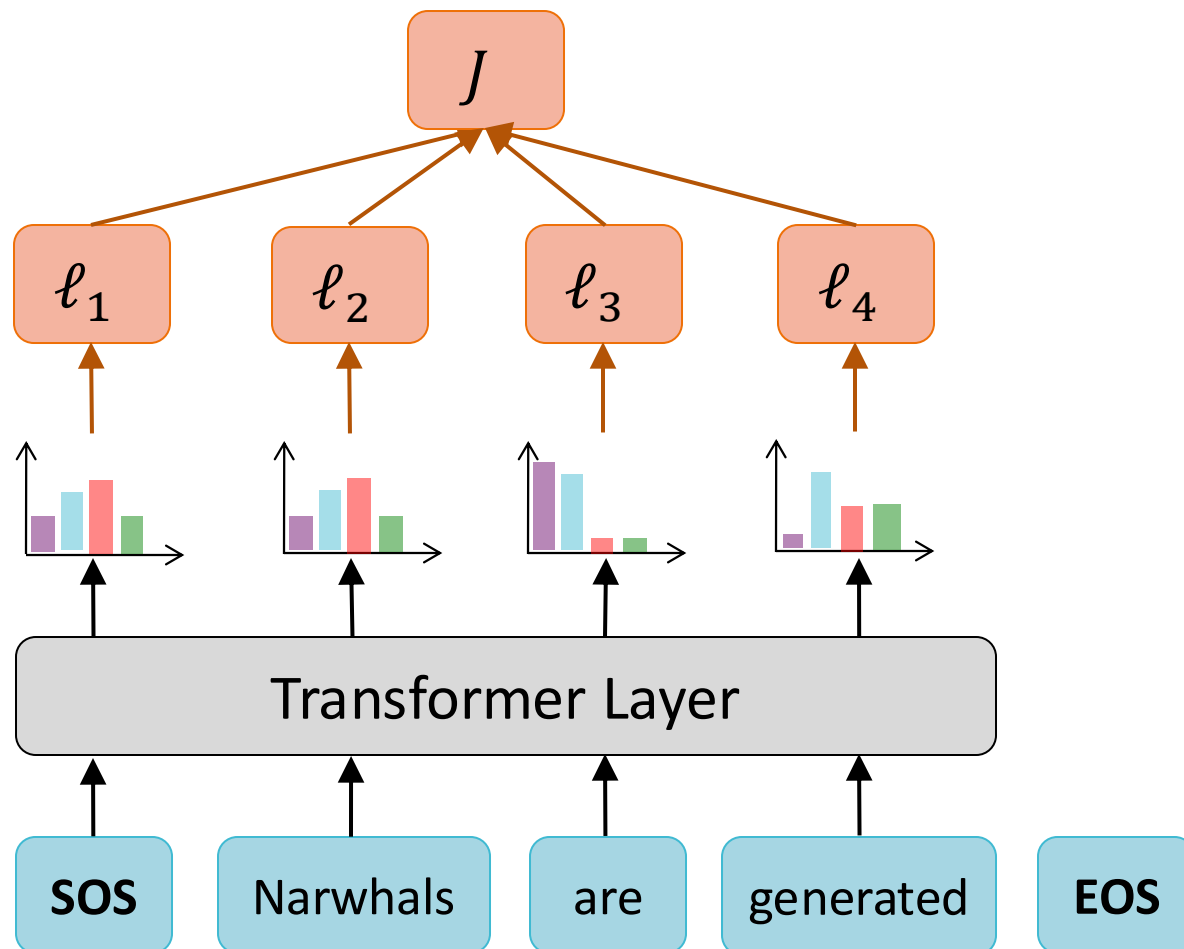 J
ℓ1 ℓ2 ℓ3 ℓ4
Transformer Layer
SOS Narwhals are generated EOS